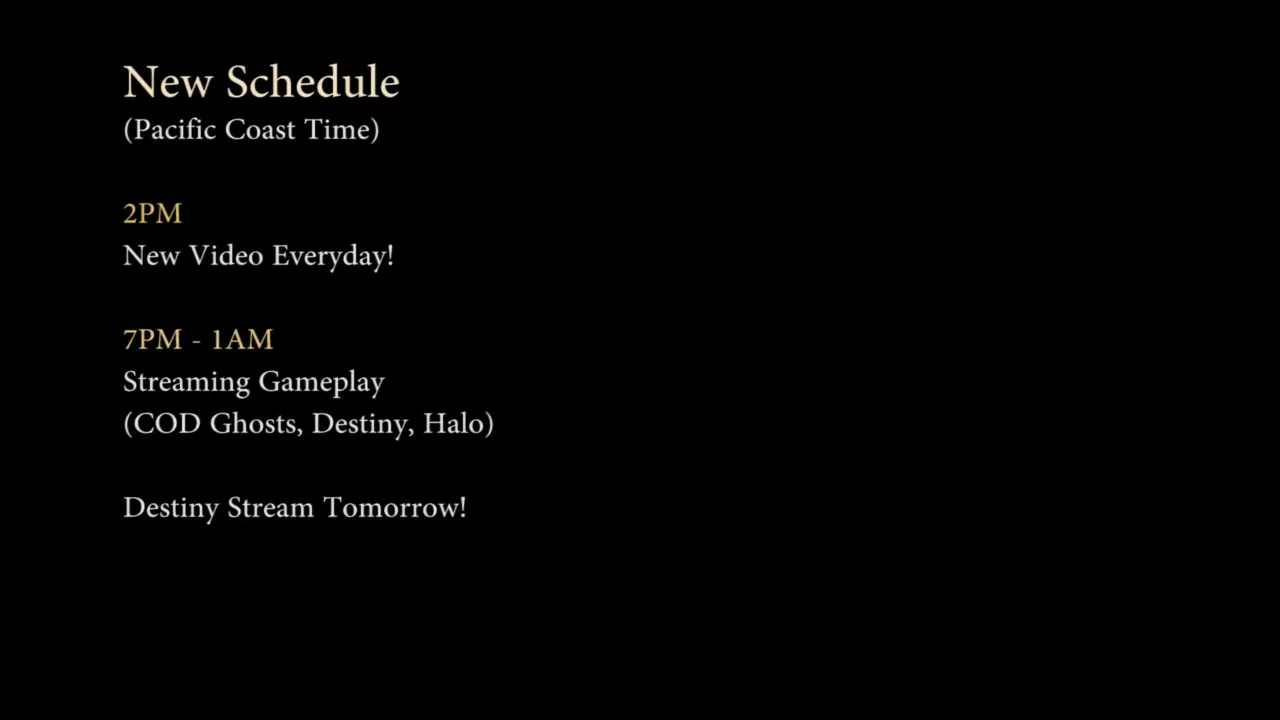 New Schedule
(Pacific Coast Time)
2PM
New Video Everyday!
7PM - 1AM
Streaming Gameplay
(COD Ghosts, Destiny, Halo)
Destiny Stream Tomorrow!